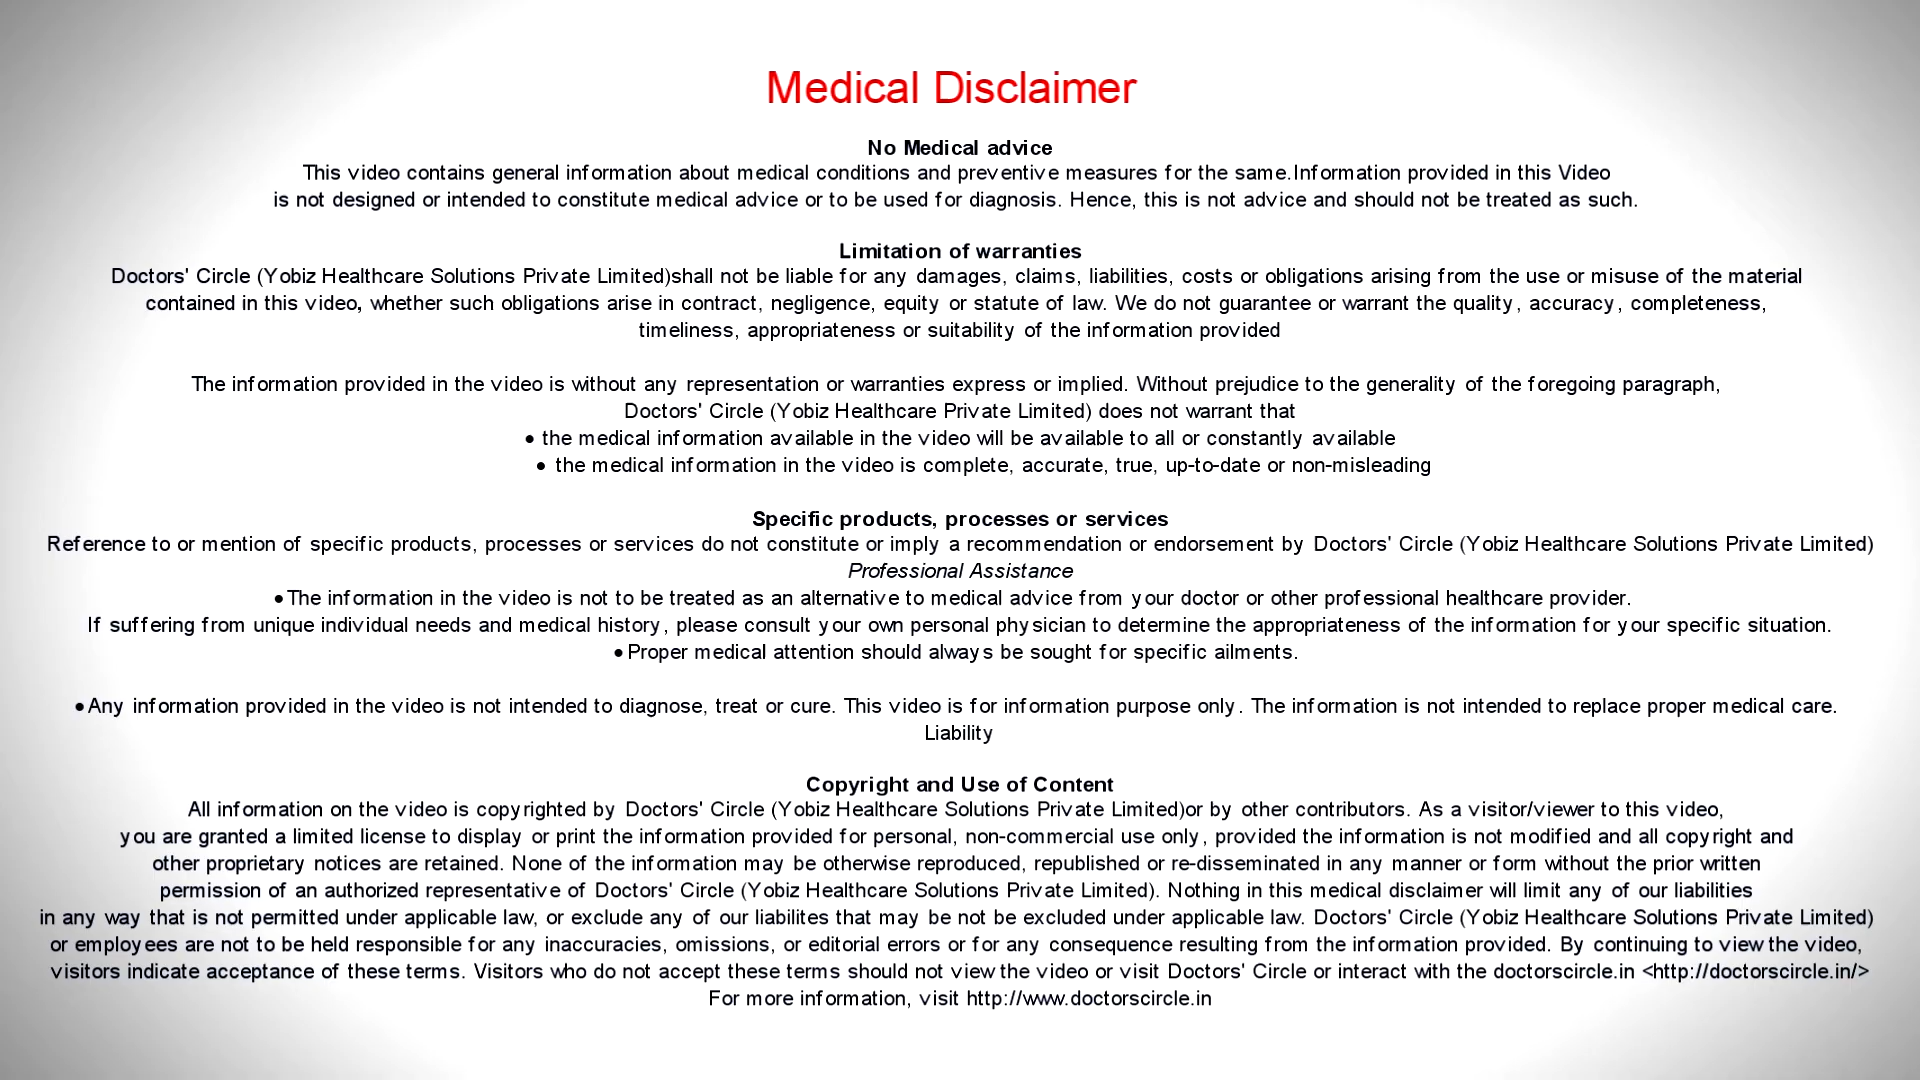 Medical Disclaimer
No Medical advice
This video contains general information about medical conditions and preventive measures for the same.Information provided in this Video
is not designed or intended to constitute medical advice or to be used for diagnosis. Hence, this is not advice and should not be treated as such.
Limitation of warranties
Doctors' Circle (Yobiz Healthcare Solutions Private Limited)shall not be liable for any damages, claims, liabilities, costs or obligations arising from the use or misuse of the material
contained in this video, whether such obligations arise in contract, negligence, equity or statute of law. We do not guarantee or warrant the quality, accuracy, completeness,
timeliness, appropriateness or suitability of the information provided
The information provided in the video is without any representation or warranties express or implied. Without prejudice to the generality of the foregoing paragraph,
Doctors' Circle (Yobiz Healthcare Private Limited) does not warrant that
• the medical information available in the video will be available to all or constantly available
• the medical information in the video is complete, accurate, true, up-to-date or non-misleading
Specific products, processes or services
Reference to or mention of specific products, processes or services do not constitute or imply a recommendation or endorsement by Doctors' Circle (Yobiz Healthcare Solutions Private Limited)
Professional Assistance
•The information in the video is not to be treated as an alternative to medical advice from your doctor or other professional healthcare provider.
If suffering from unique individual needs and medical history, please consult your own personal physician to determine the appropriateness of the information for your specific situation.
•Proper medical attention should always be sought for specific ailments.
•Any information provided in the video is not intended to diagnose, treat or cure. This video is for information purpose only. The information is not intended to replace proper medical care.
Liability
Copyright and Use of Content
All information on the video is copyrighted by Doctors' Circle (Yobiz Healthcare Solutions Private Limited)or by other contributors. As a visitor/viewer to this video,
you are granted a limited license to display or print the information provided for personal, non-commercial use only, provided the information is not modified and all copyright and
other proprietary notices are retained. None of the information may be otherwise reproduced, republished or re-disseminated in any manner or form without the prior written
permission of an authorized representative of Doctors' Circle (Yobiz Healthcare Solutions Private Limited). Nothing in this medical disclaimer will limit any of our liabilities
in any way that is not permitted under applicable law, or exclude any of our liabilites that may be not be excluded under applicable law. Doctors' Circle (Yobiz Healthcare Solutions Private Limited)
or employees are not to be held responsible for any inaccuracies, omissions, or editorial errors or for any consequence resulting from the information provided. By continuing to view the video,
visitors indicate acceptance of these terms. Visitors who do not accept these terms should not view the video or visit Doctors' Circle or interact with the doctorscircle.in <http://doctorscircle.in/>
For more information, visit http://www.doctorscircle.in